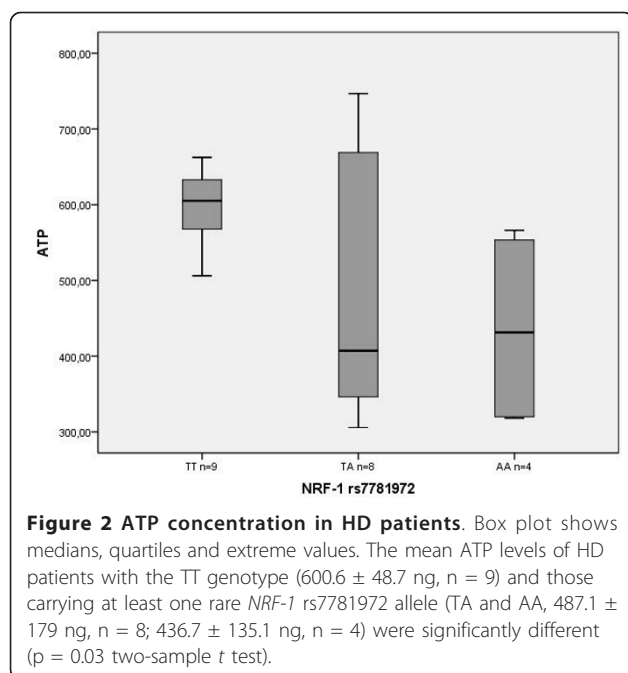 800,00
700,00
600,00
500,00
400,00
300,00
ATP
TT n=9 TA n=8 AA n=4
NRF-1 rs7781972
Figure 2 ATP concentration in HD patients. Box plot shows
medians, quartiles and extreme values. The mean ATP levels of HD
patients with the TT genotype (600.6 ± 48.7 ng, n = 9) and those
carrying at least one rare NRF-1 rs7781972 allele (TA and AA, 487.1 ±
179 ng, n = 8; 436.7 ± 135.1 ng, n = 4) were significantly different
(p = 0.03 two-sample t test).